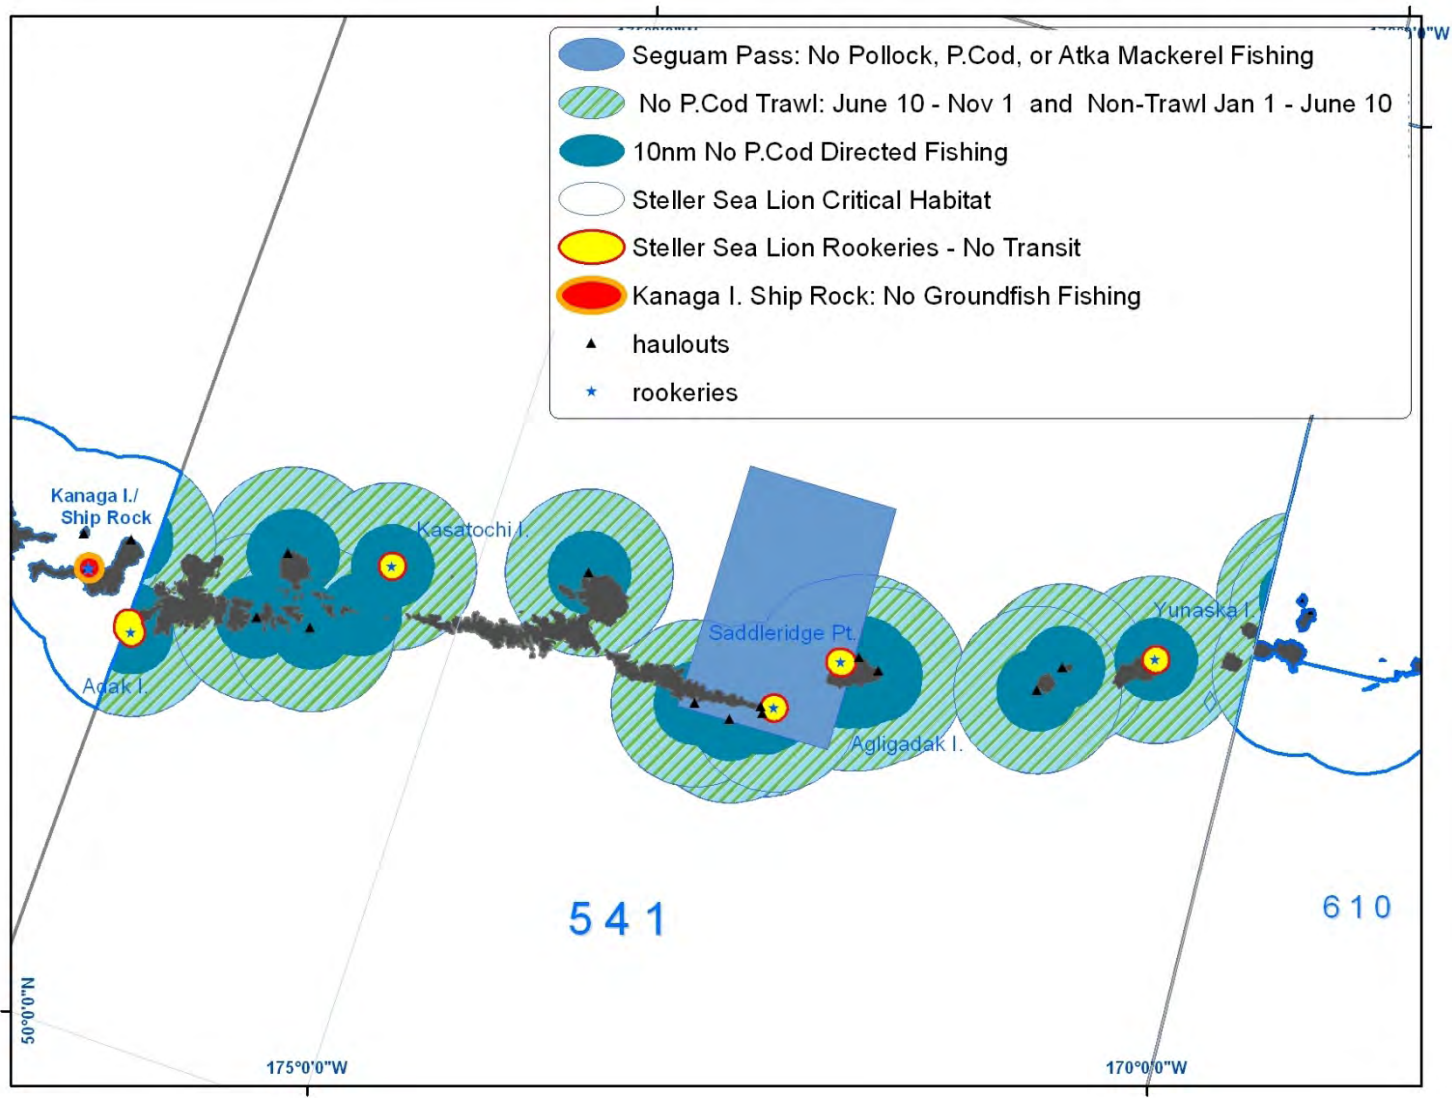 Seguam Pass: No Pollock, P.Cod, or Atka Mackerel Fishing
No P.Cod Trawl: June 10 - Nov 1 and Non-Trawl Jan 1 - June 10
10nm No P.Cod Directed Fishing
Steller Sea Lion Critical Habitat
Steller Sea Lion Rookeries - No Transit
Kanaga I. Ship Rock: No Groundfish Fishing
haulouts
rookeries
Kanaga I./
Ship Rock
Kasatochi I.
Yunaska I.
Saddleridge Pt.
Adak I.
Agligadak I.
541
610
50°0'0"N
175°0'0"W
170°0'0"W